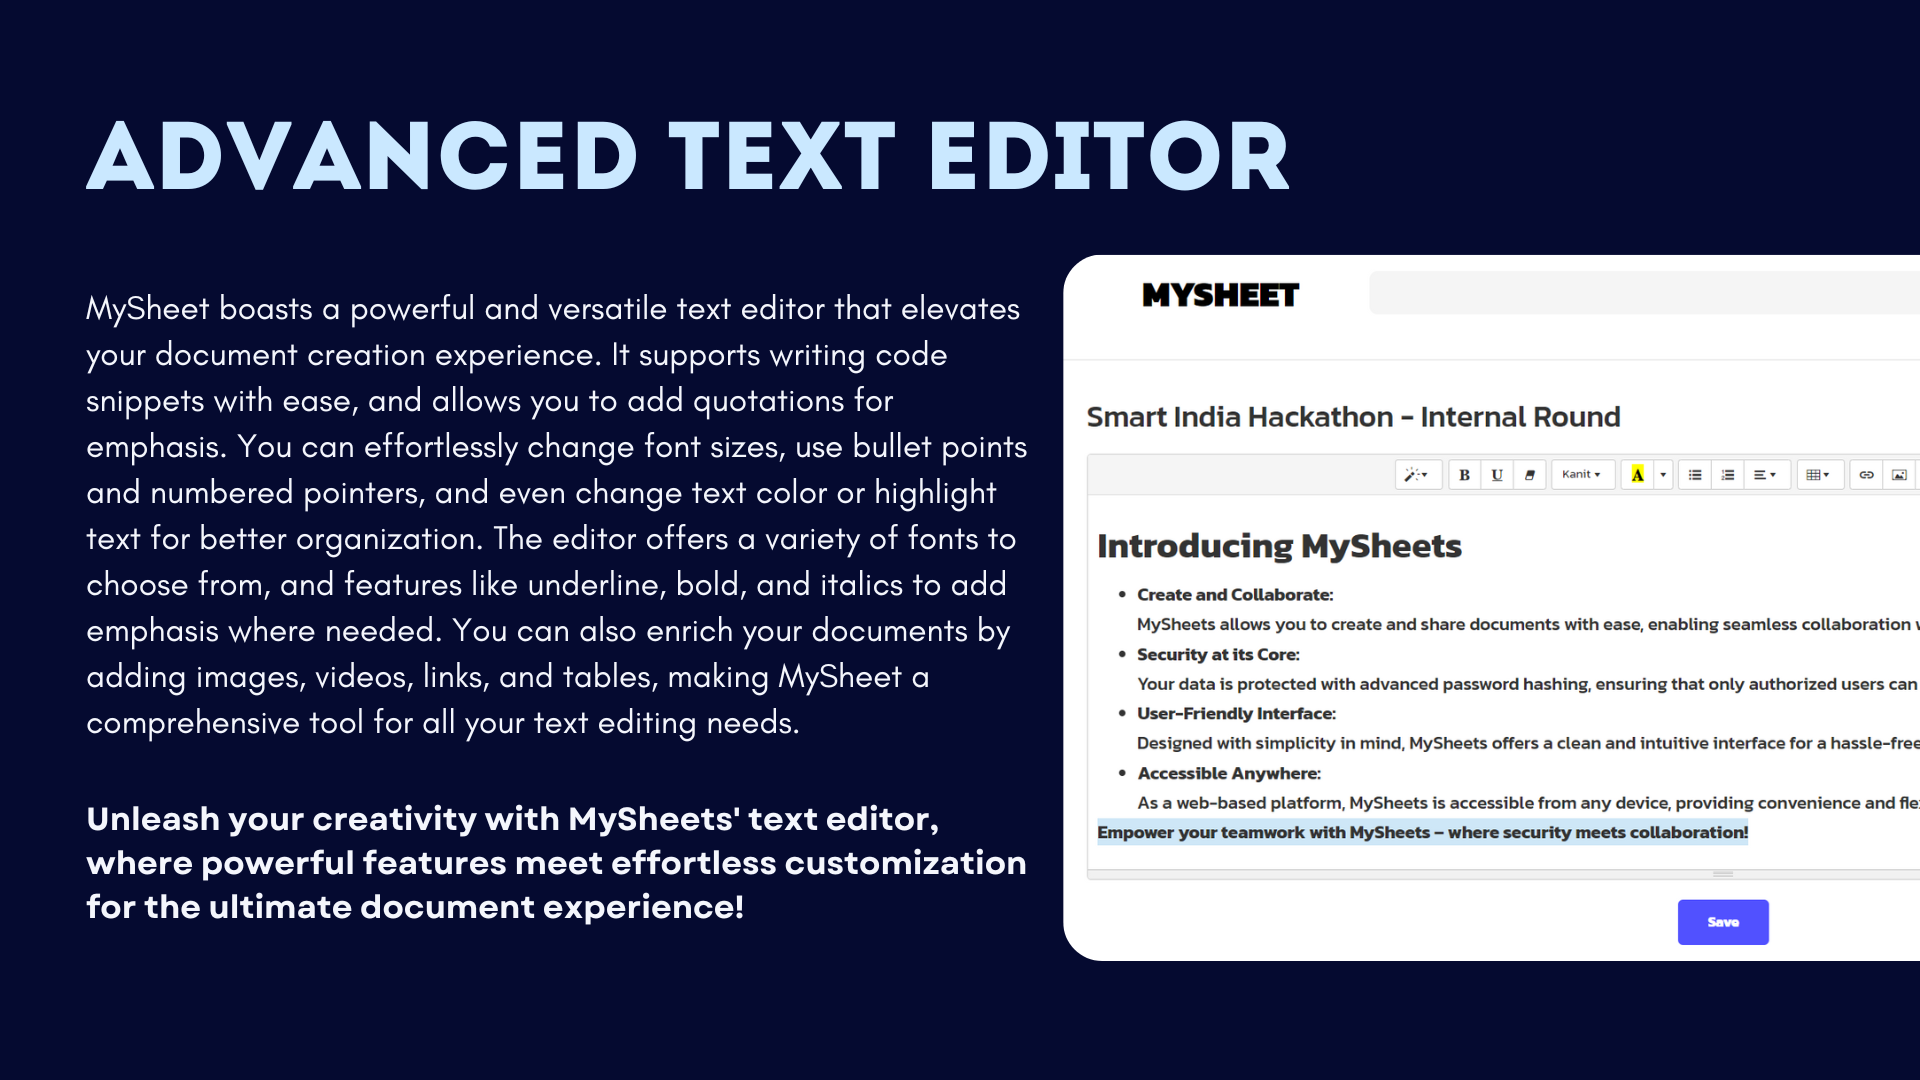 ADVANCED TEXT EDITOR
MySheet boasts a powerful and versatile text editor that elevates
your document creation experience. It supports writing code
snippets with ease, and allows you to add quotations for
emphasis. You can effortlessly change font sizes, use bullet points
and numbered pointers, and even change text color or highlight
text for better organization. The editor offers a variety of fonts to
choose from, and features like underline, bold, and italics to add
emphasis where needed. You can also enrich your documents by
adding images, videos, links, and tables, making MySheet a
comprehensive tool for all your text editing needs.
Unleash your creativity with MySheets' text editor,
where powerful features meet effortless customization
for the ultimate document experience!
MYSHEET
Smart India Hackathon - Internal Round
B U Kanit A
Introducing MySheets
• Create and Collaborate:
MySheets allows you to create and share documents with ease, enabling seamless collaboration
• Security at its Core:
Your data is protected with advanced password hashing, ensuring that only authorized users can
• User-Friendly Interface:
Designed with simplicity in mind, MySheets offers a clean and intuitive interface for a hassle-free
• Accessible Anywhere:
As a web-based platform, MySheets is accessible from any device, providing convenience and
Empower your teamwork with MySheets – where security meets collaboration!
Save